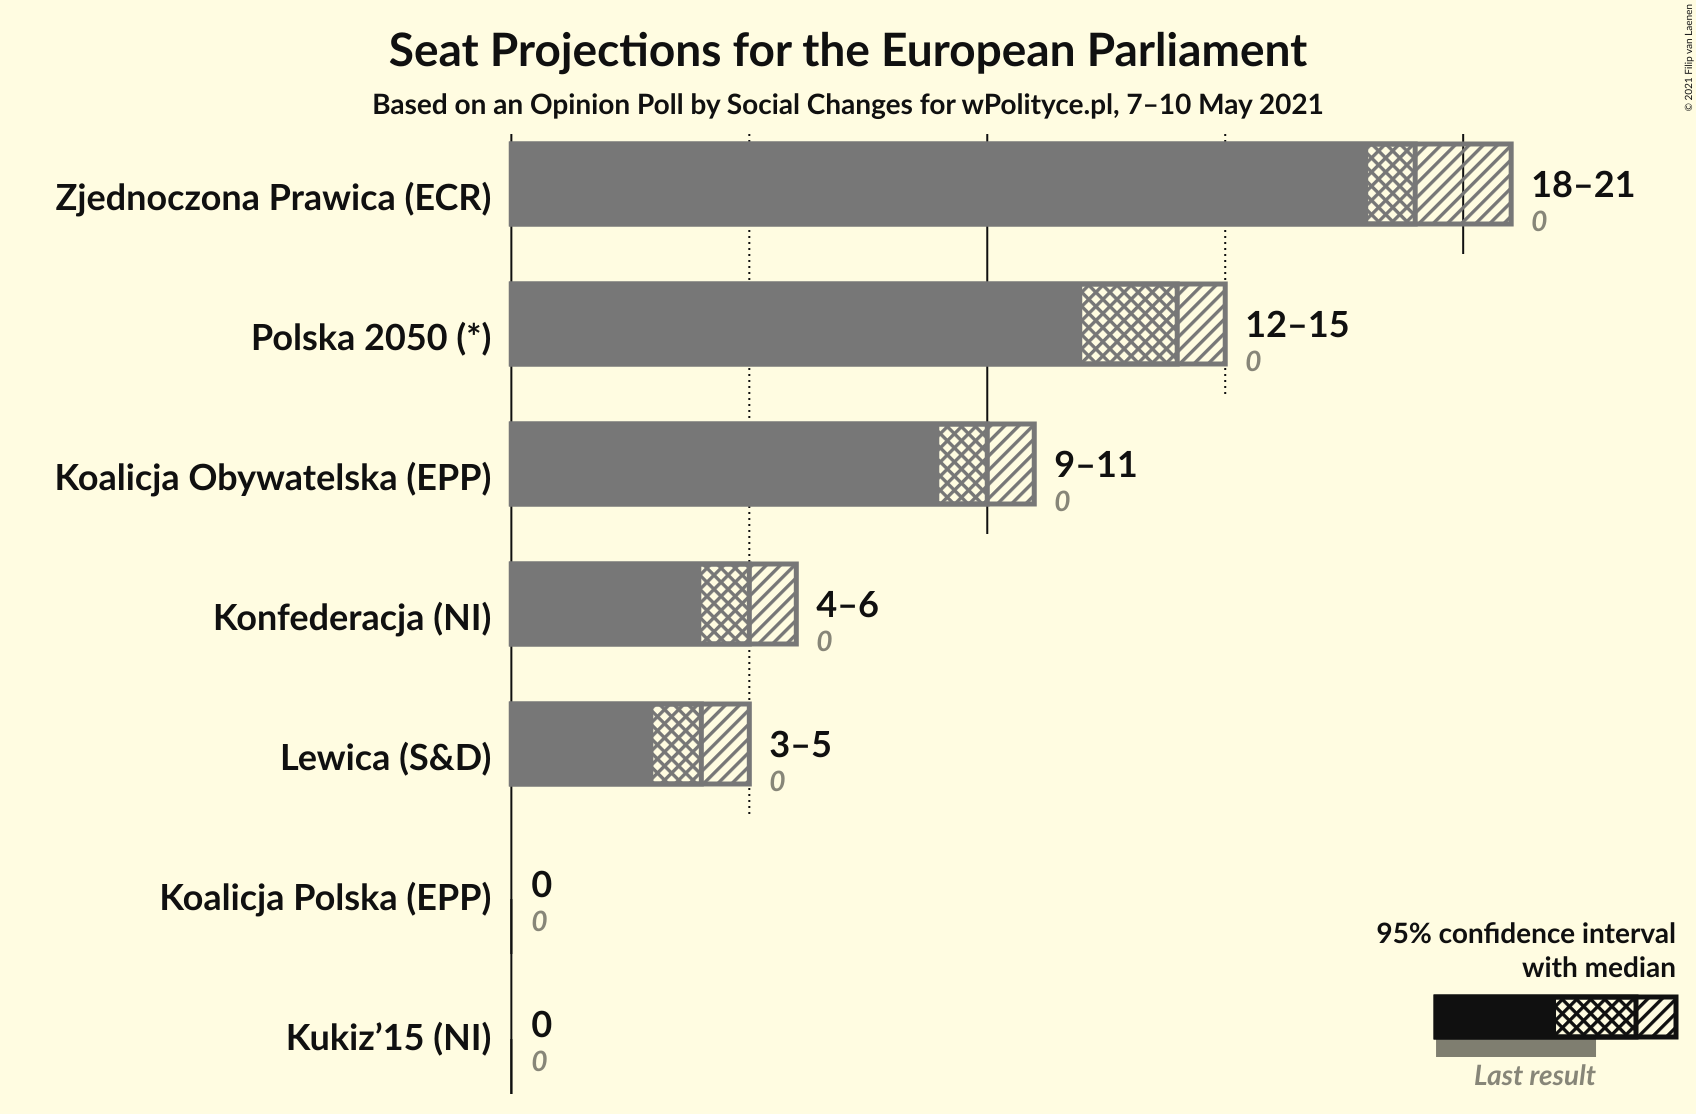 Seat Projections for the European Parliament
Based on an Opinion Poll by Social Changes for wPolityce.pl, 7–10 May 2021
© 2021 Filip van Laenen
Zjednoczona Prawica (ECR)
18–21
0
Polska 2050 (*)
12–15
0
Koalicja Obywatelska (EPP)
9–11
0
Konfederacja (NI)
4–6
0
Lewica (S&D)
3–5
0
Koalicja Polska (EPP)
0
0
Kukiz’15 (NI)
0
0
95% confidence interval
with median
Last result